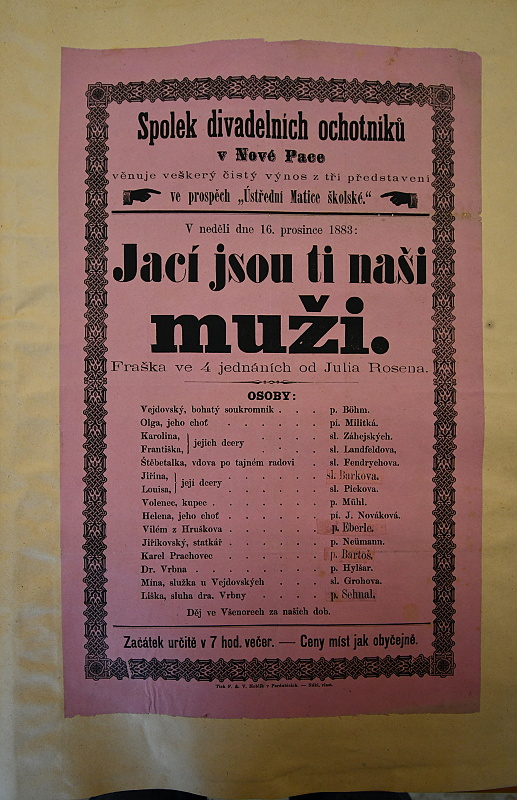 Spolek divadelních ochotníků
v Nové Pace
věnuje veškerý čistý výnos z tří představení
ve prospěch „Ústřední Matice školské.“
V neděli dne 16. prosince 1883:
Jací jsou ti naši
muži.
Fraška ve 4 jednáních od Julia Rosena.
OSOBY:
Vejdovský, bohatý soukromník . . . p. Böhm.
Olga, jeho choť . . . . . . pí. Militká.
Karolina, } jejich dcery . . . . sl. Záhejských.
Františka, sl. Landfeldova,
Štěbetalka, vdova po tajném radovi . sl. Fendrychova.
Jiřina, } její dcery . . . . . sl. Barkova.
Louisa, sl. Pickova.
Volenec, kupec . . . . . . p. Mühl.
Helena, jeho choť . . . . . . pí. J. Nováková.
Vilém z Hruškova . . . . . p. Eberle.
Jiříkovský, statkář . . . . . p. Neümann.
Karel Prachovec . . . . . . p. Bartoš.
Dr. Vrbna . . . . . . . p. Hylšar.
Mína, služka u Vejdovských . . . sl. Grohova.
Liška, sluha dra. Vrbny . . . . p. Sehnal.
Děj ve Všenorech za našich dob.
Začátek určitě v 7 hod. večer. — Ceny míst jak obyčejně.
Tisk F. & V. v Pardubicích. —